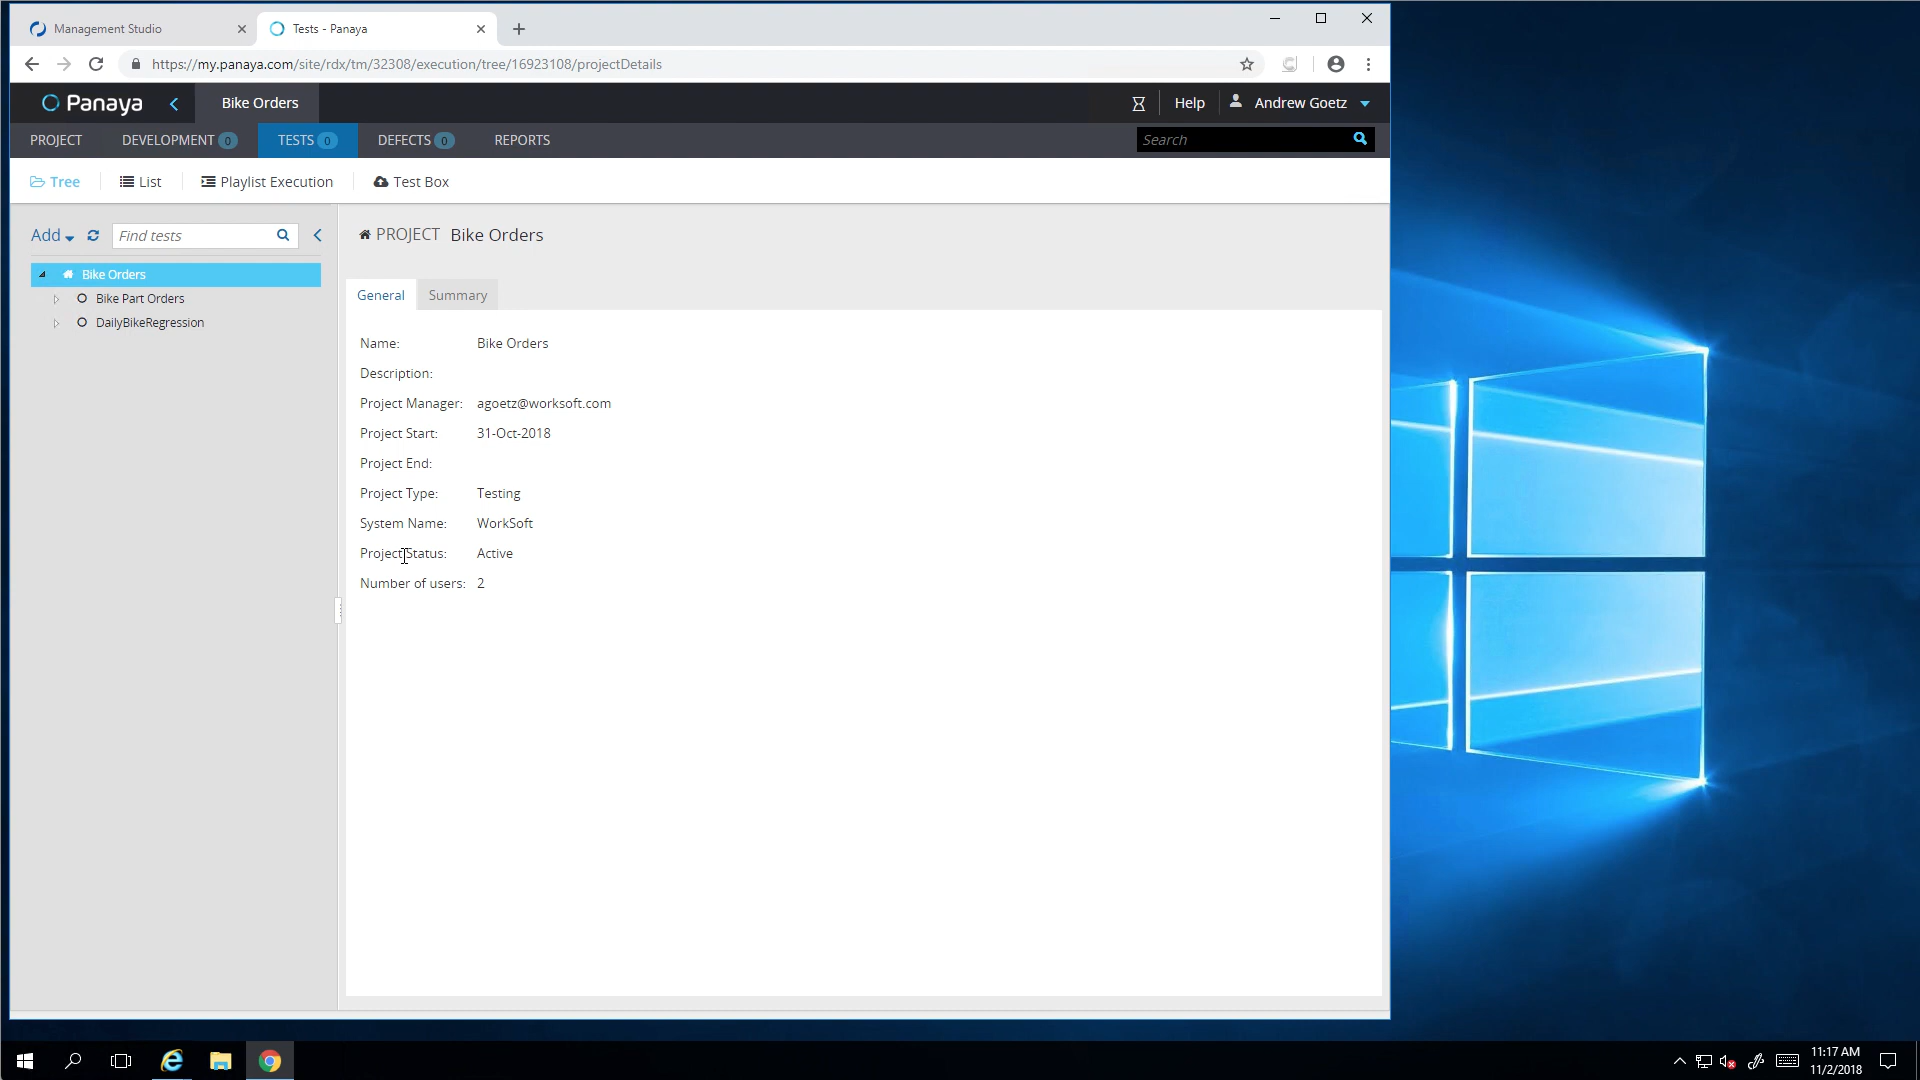 Management Studio
Tests - Panaya
https://my.panaya.com/site/rdx/tm/32308/execution/tree/16923108/projectDetails
Panaya
Bike Orders
Help
Andrew Goetz
PROJECT
DEVELOPMENT 0
TESTS 0
DEFECTS 0
REPORTS
Search
Tree
List
Playlist Execution
Test Box
Add
Find tests
Bike Orders
Bike Part Orders
DailyBikeRegression
PROJECT Bike Orders
General
Summary
Name: Bike Orders
Description:
Project Manager: agoetz@worksoft.com
Project Start: 31-Oct-2018
Project End:
Project Type: Testing
System Name: WorkSoft
Project Status: Active
Number of users: 2
11:17 AM
11/2/2018